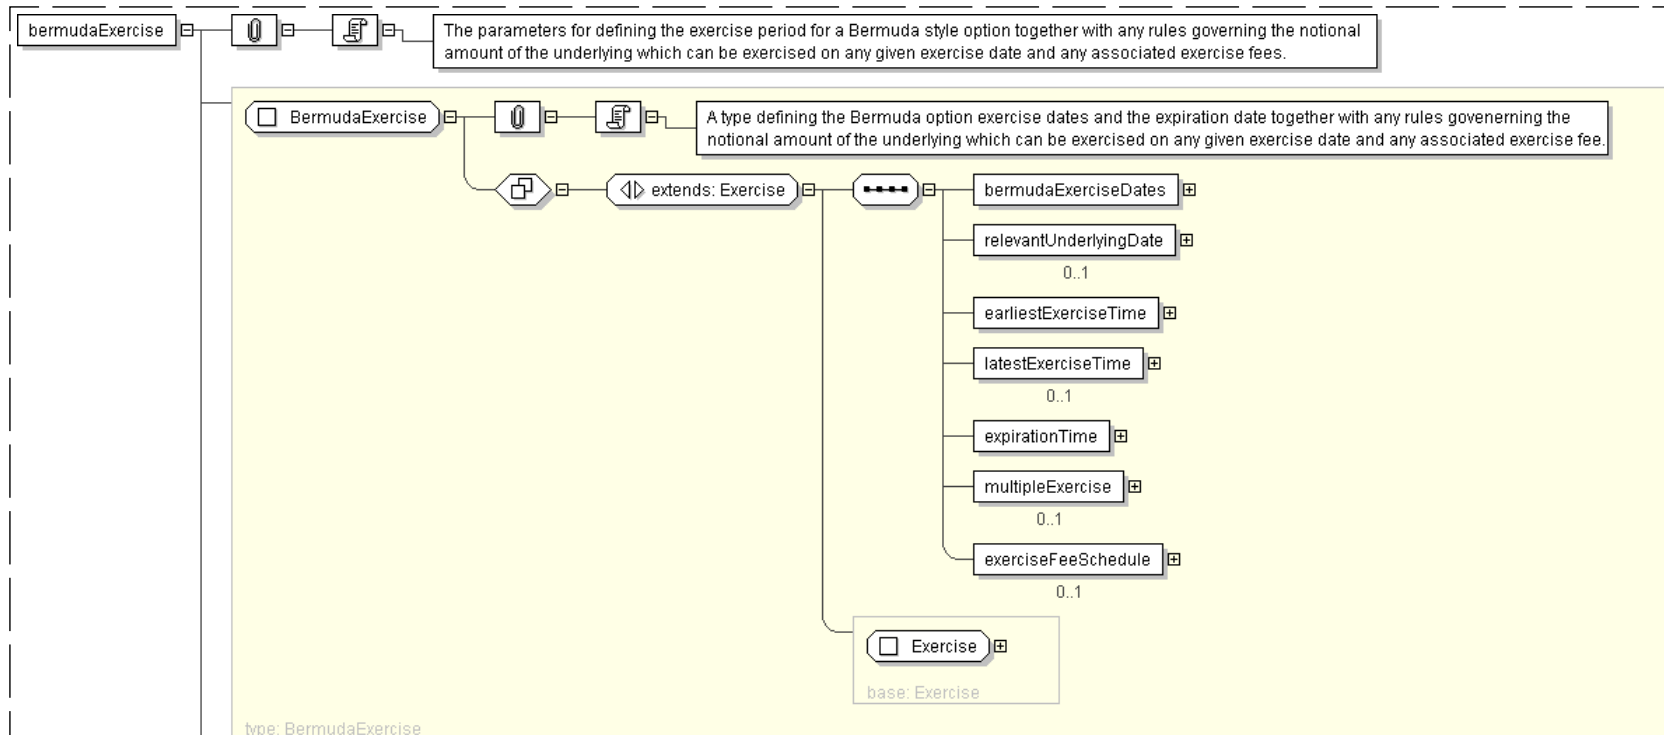 bermudaExercise
The parameters for defining the exercise period for a Bermuda style option together with any rules governing the notional
amount of the underlying which can be exercised on any given exercise date and any associated exercise fees.
BermudaExercise
A type defining the Bermuda option exercise dates and the expiration date together with any rules govenerning the
notional amount of the underlying which can be exercised on any given exercise date and any associated exercise fee.
extends: Exercise
bermudaExerciseDates
relevantUnderlyingDate
0..1
earliestExerciseTime
latestExerciseTime
0..1
expirationTime
multipleExercise
0..1
exerciseFeeSchedule
0..1
Exercise
base: Exercise
type: BermudaExercise